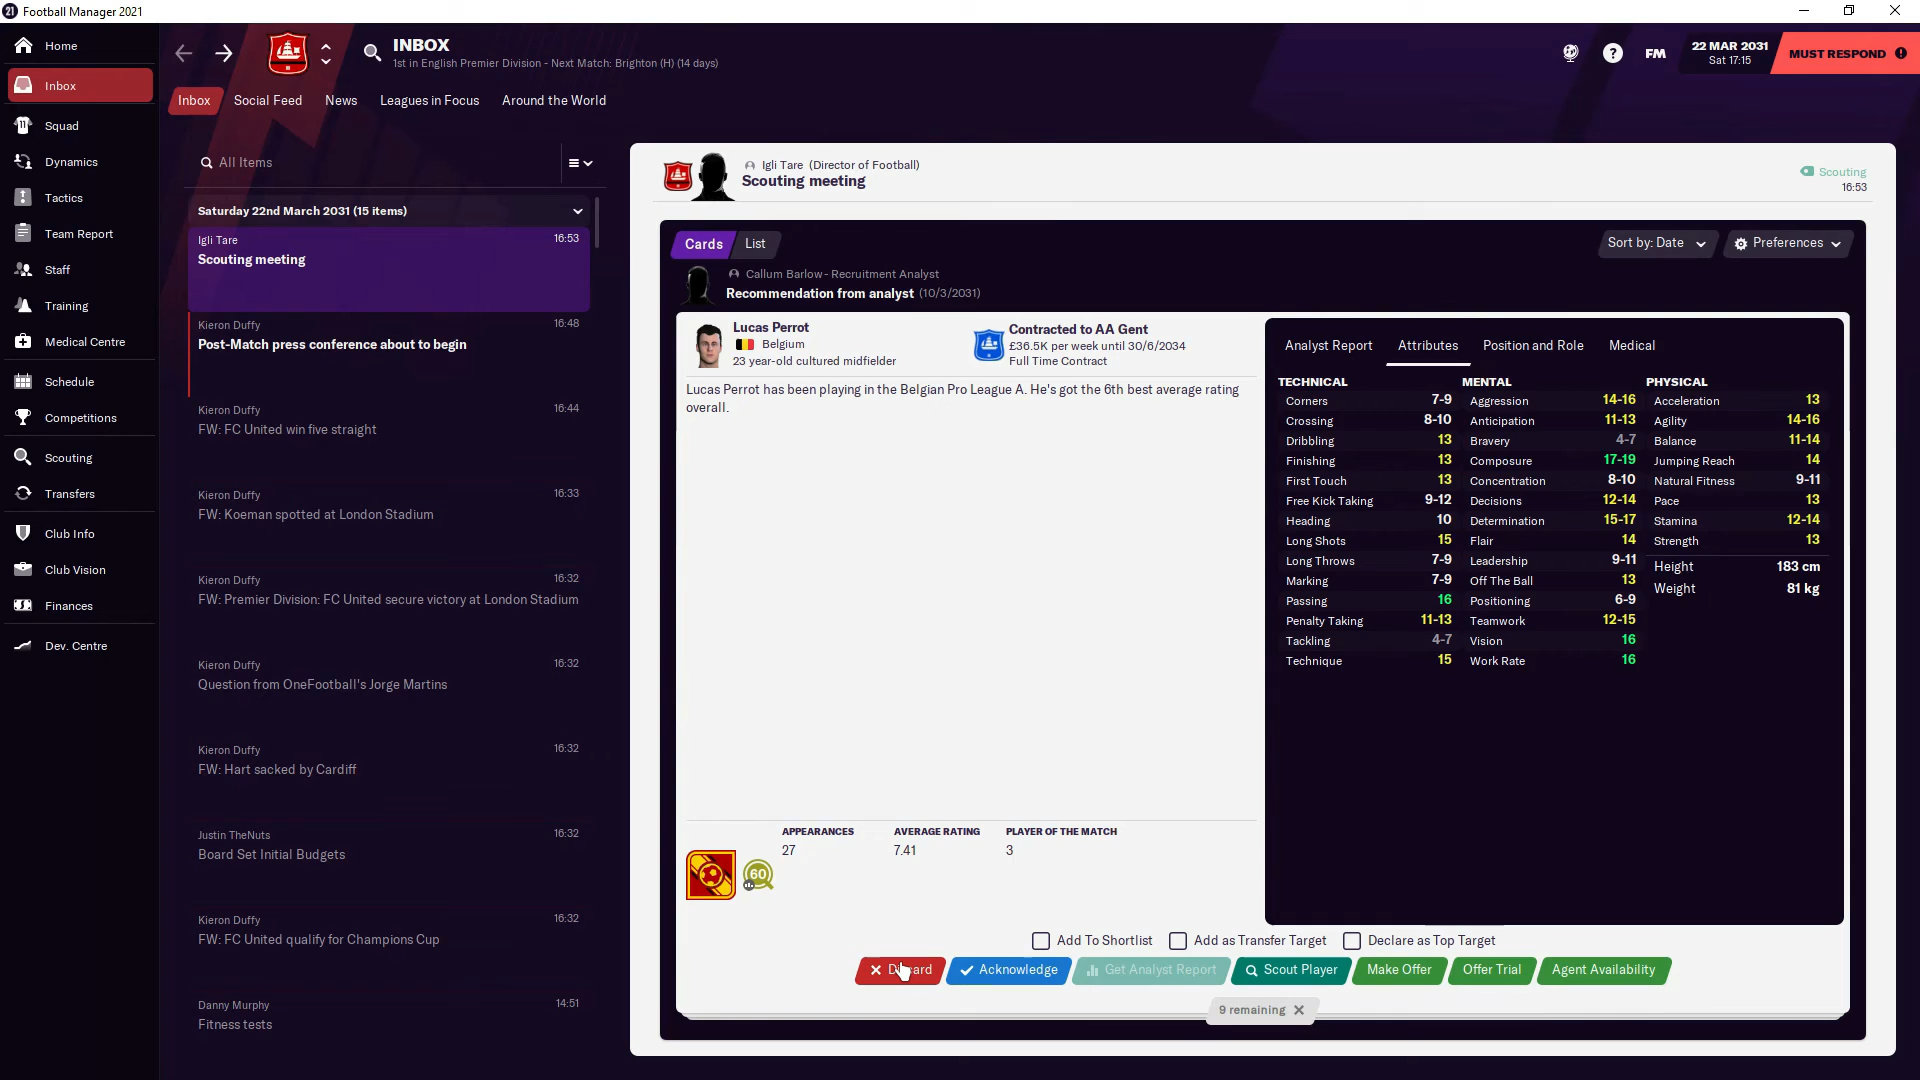 Football Manager 2021
Home
Inbox
Squad
Dynamics
Tactics
Team Report
Staff
Training
Medical Centre
Schedule
Competitions
Scouting
Transfers
Club Info
Club Vision
Finances
Dev. Centre
INBOX
1st in English Premier Division - Next Match: Brighton (H) (14 days)
FM
22 MAR 2031
Sat 17:15
MUST RESPOND
Inbox Social Feed News Leagues in Focus Around the World
All Items
Saturday 22nd March 2031 (15 items)
Igli Tare 16:53
Scouting meeting
Kieron Duffy 16:48
Post-Match press conference about to begin
Kieron Duffy 16:44
FW: FC United win five straight
Kieron Duffy 16:33
FW: Koeman spotted at London Stadium
Kieron Duffy 16:32
FW: Premier Division: FC United secure victory at London Stadium
Kieron Duffy 16:32
Question from OneFootball's Jorge Martins
Kieron Duffy 16:32
FW: Hart sacked by Cardiff
Justin TheNuts 16:32
Board Set Initial Budgets
Kieron Duffy 16:32
FW: FC United qualify for Champions Cup
Danny Murphy 14:51
Fitness tests
Igli Tare (Director of Football)
Scouting meeting
Scouting
16:53
Cards List
Sort by: Date Preferences
Callum Barlow - Recruitment Analyst
Recommendation from analyst (10/3/2031)
Lucas Perrot
Belgium
23 year-old cultured midfielder
Contracted to AA Gent
£36.5K per week until 30/6/2034
Full Time Contract
Lucas Perrot has been playing in the Belgian Pro League A. He's got the 6th best average rating
overall.
APPEARANCES AVERAGE RATING PLAYER OF THE MATCH
27 7.41 3
60
Analyst Report Attributes Position and Role Medical
TECHNICAL MENTAL PHYSICAL
Corners 7-9 Aggression 14-16 Acceleration 13
Crossing 8-10 Anticipation 11-13 Agility 14-16
Dribbling 13 Bravery 4-7 Balance 11-14
Finishing 13 Composure 17-19 Jumping Reach 14
First Touch 13 Concentration 8-10 Natural Fitness 9-11
Free Kick Taking 9-12 Decisions 12-14 Pace 13
Heading 10 Determination 15-17 Stamina 12-14
Long Shots 15 Flair 14 Strength 13
Long Throws 7-9 Leadership 9-11 Height 183 cm
Marking 7-9 Off The Ball 13 Weight 81 kg
Passing 16 Positioning 6-9
Penalty Taking 11-13 Teamwork 12-15
Tackling 4-7 Vision 16
Technique 15 Work Rate 16
Add To Shortlist Add as Transfer Target Declare as Top Target
Discard Acknowledge Get Analyst Report Scout Player Make Offer Offer Trial Agent Availability
9 remaining